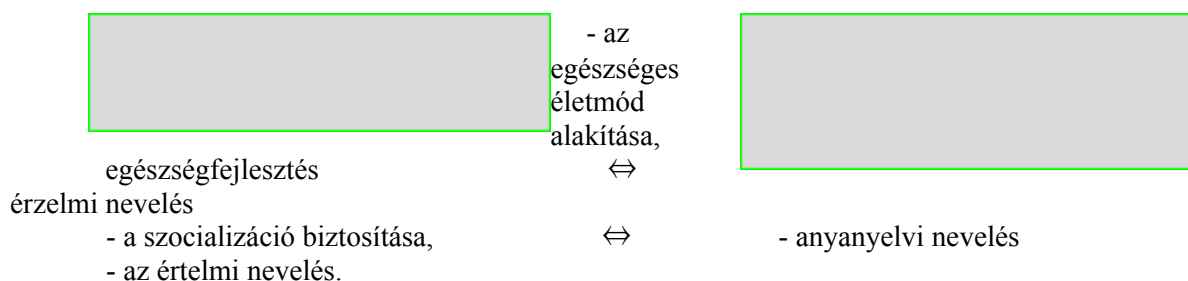 - az
egészséges
életmód
alakítása,
egészségfejlesztés ⇔
érzelmi nevelés
- a szocializáció biztosítása, ⇔ - anyanyelvi nevelés
- az értelmi nevelés.